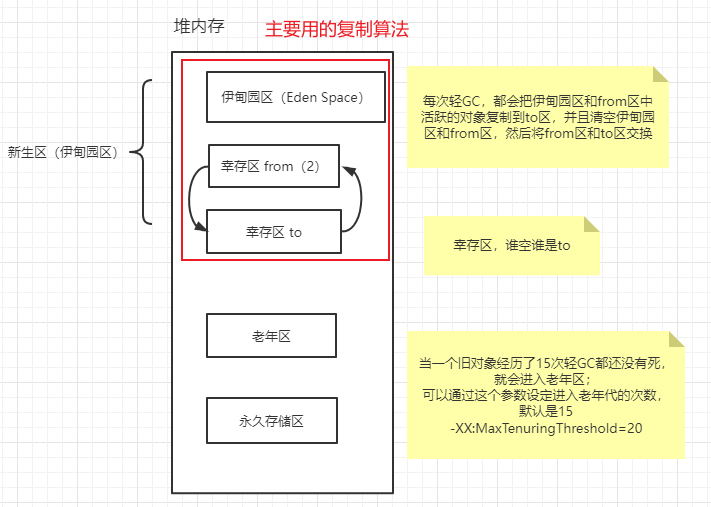 堆内存
主要用的复制算法
伊甸园区（Eden Space）
新生区（伊甸园区）
幸存区 from（2）
幸存区 to
老年区
永久存储区
每次轻GC，都会把伊甸园区和from区中
活跃的对象复制到to区，并且清空伊甸园
区和from区，然后将from区和to区交换
幸存区，谁空谁是to
当一个旧对象经历了15次轻GC都还没有死，
就会进入老年区；
可以通过这个参数设定进入老年代的次数，
默认是15
-XX:MaxTenuringThreshold=20